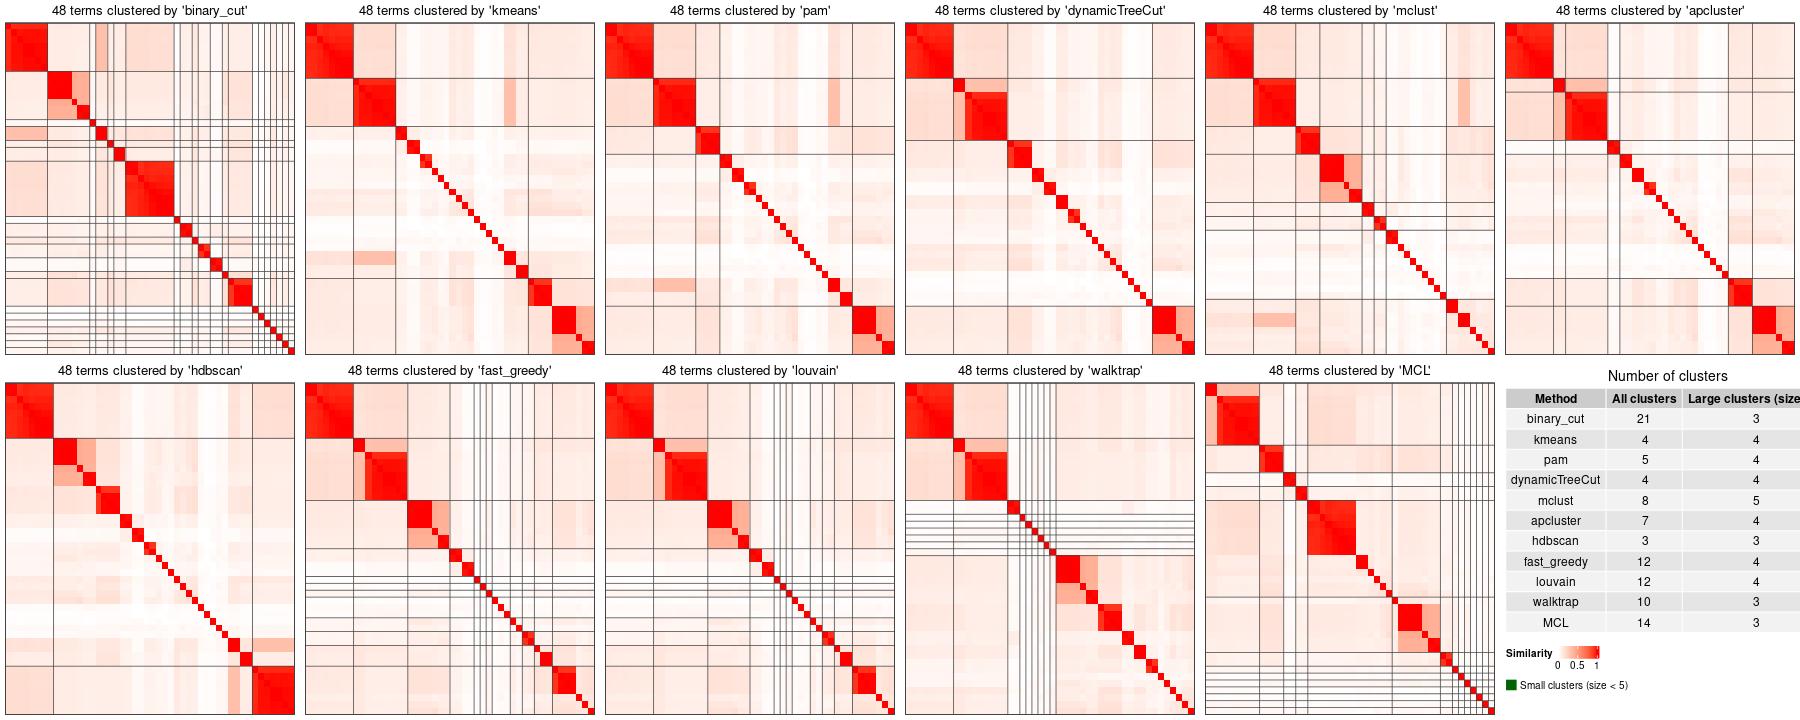 48 terms clustered by 'binary_cut'
48 terms clustered by 'kmeans'
48 terms clustered by 'pam'
48 terms clustered by 'dynamicTreeCut'
48 terms clustered by 'mclust'
48 terms clustered by 'apcluster'
48 terms clustered by 'hdbscan'
48 terms clustered by 'fast_greedy'
48 terms clustered by 'louvain'
48 terms clustered by 'walktrap'
48 terms clustered by 'MCL'
Number of clusters
Method All clusters Large clusters (size
binary_cut 21 3
kmeans 4 4
pam 5 4
dynamicTreeCut 4 4
mclust 8 5
apcluster 7 4
hdbscan 3 3
fast_greedy 12 4
louvain 12 4
walktrap 10 3
MCL 14 3
Similarity
0 0.5 1
Small clusters (size < 5)